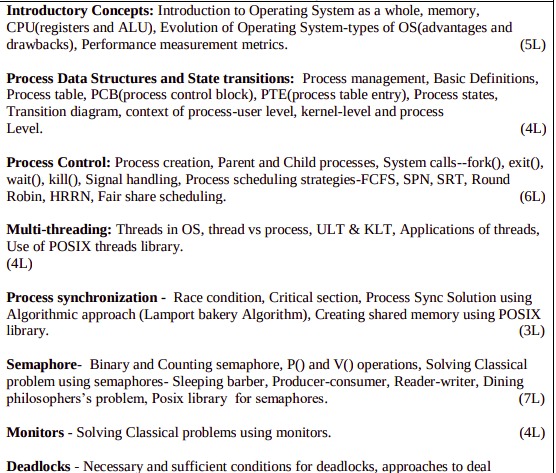 Introductory Concepts: Introduction to Operating System as a whole, memory,
CPU(registers and ALU), Evolution of Operating System-types of OS(advantages and
drawbacks), Performance measurement metrics. (5L)
Process Data Structures and State transitions: Process management, Basic Definitions,
Process table, PCB(process control block), PTE(process table entry), Process states,
Transition diagram, context of process-user level, kernel-level and process
Level. (4L)
Process Control: Process creation, Parent and Child processes, System calls--fork(), exit(),
wait(), kill(), Signal handling, Process scheduling strategies-FCFS, SPN, SRT, Round
Robin, HRRN, Fair share scheduling. (6L)
Multi-threading: Threads in OS, thread vs process, ULT & KLT, Applications of threads,
Use of POSIX threads library.
(4L)
Process synchronization - Race condition, Critical section, Process Sync Solution using
Algorithmic approach (Lamport bakery Algorithm), Creating shared memory using POSIX
library. (3L)
Semaphore- Binary and Counting semaphore, P() and V() operations, Solving Classical
problem using semaphores- Sleeping barber, Producer-consumer, Reader-writer, Dining
philosophers's problem, Posix library for semaphores. (7L)
Monitors - Solving Classical problems using monitors. (4L)
Deadlocks - Necessary and sufficient conditions for deadlocks, approaches to deal